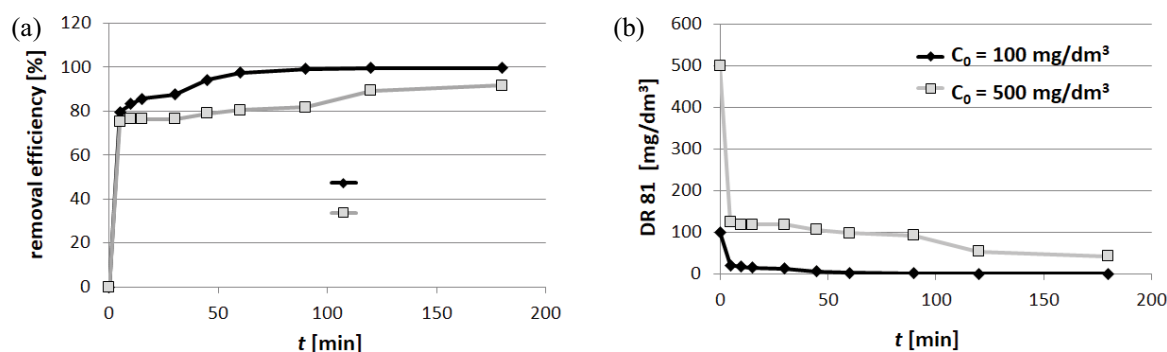 (a)
removal efficiency [%]
120
100
80
60
40
20
0
0 50 100 150 200
t [min]
(b)
DR 81 [mg/dm³]
600
500
400
300
200
100
0
C₀ = 100 mg/dm³
C₀ = 500 mg/dm³
0 50 100 150 200
t [min]